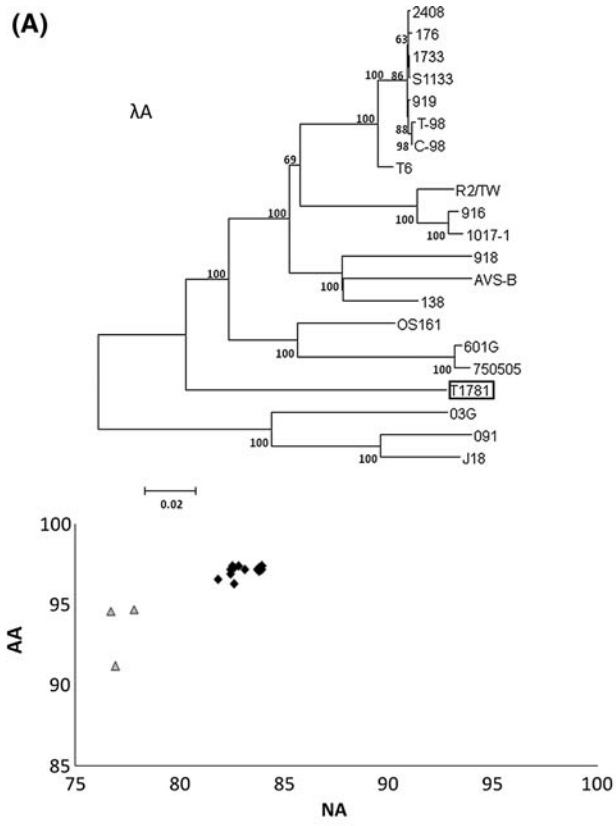 (A)
λA
2408
63
176
1733
100 86
S1133
919
100
88
T-98
98
C-98
T6
69
R2/TW
100
916
100
1017-1
100
918
AVS-B
100
138
100
OS161
100
601G
100
750505
T1781
03G
100
091
100
J18
0.02
100
95
90
85
AA
75 80 85 90 95 100
NA